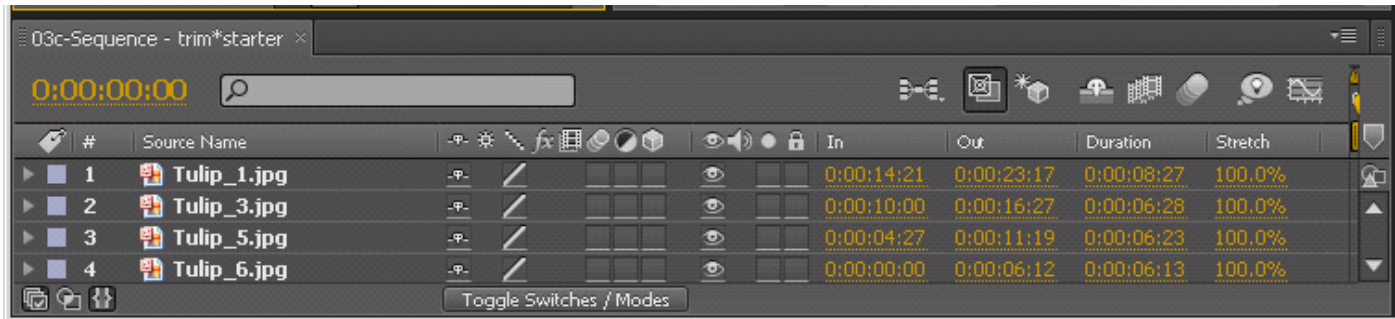 03c-Sequence - trim*starter ×
0:00:00:00
# Source Name fx In Out Duration Stretch
1 Tulip_1.jpg 0:00:14:21 0:00:23:17 0:00:08:27 100.0%
2 Tulip_3.jpg 0:00:10:00 0:00:16:27 0:00:06:28 100.0%
3 Tulip_5.jpg 0:00:04:27 0:00:11:19 0:00:06:23 100.0%
4 Tulip_6.jpg 0:00:00:00 0:00:06:12 0:00:06:13 100.0%
Toggle Switches / Modes